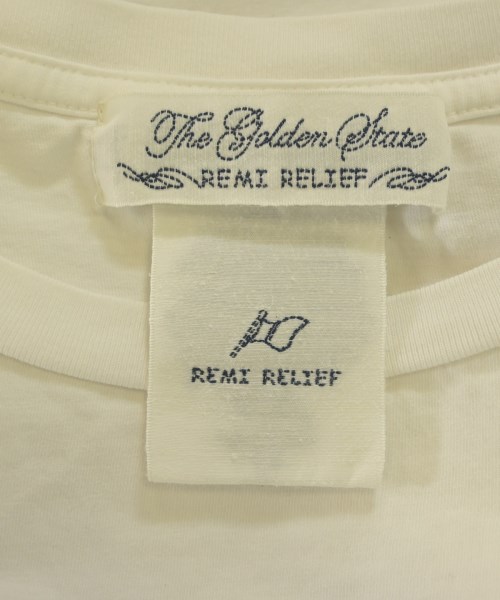 The Golden State
REMI RELIEF
REMI RELIEF